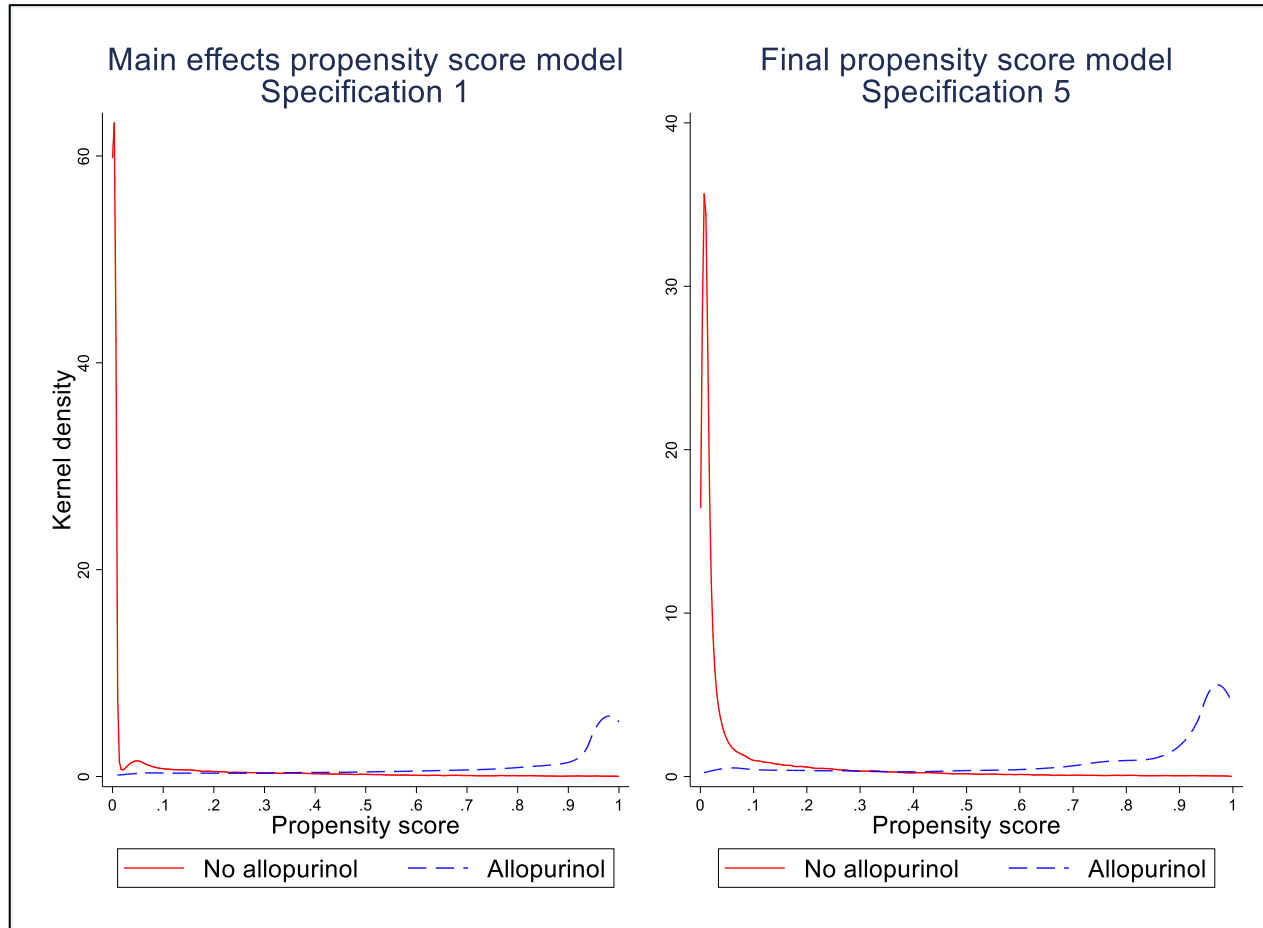 Main effects propensity score model
Specification 1
Kernel density
60
40
20
0
0 .1 .2 .3 .4 .5 .6 .7 .8 .9 1
Propensity score
No allopurinol Allopurinol
Final propensity score model
Specification 5
40
30
20
10
0
0 .1 .2 .3 .4 .5 .6 .7 .8 .9 1
Propensity score
No allopurinol Allopurinol